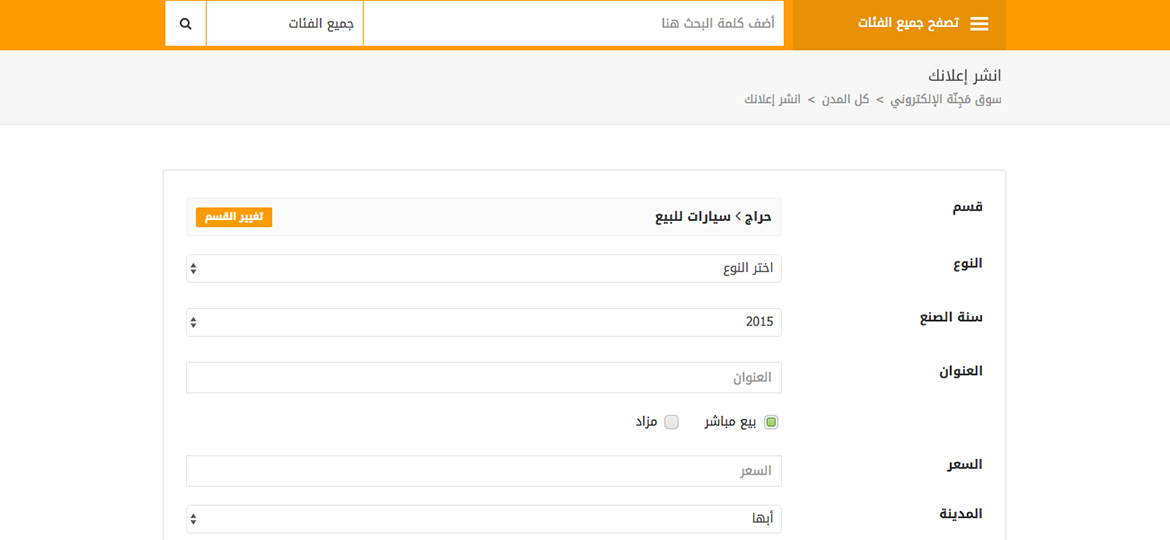 تصفح جميع الفئات
أضف كلمة البحث هنا
جميع الفئات
انشر إعلانك
سوق مَجِنّة الإلكتروني > كل المدن > انشر إعلانك
قسم
حراج > سيارات للبيع
تغيير القسم
النوع
اختر النوع
سنة الصنع
2015
العنوان
العنوان
بيع مباشر
مزاد
السعر
السعر
المدينة
أبها